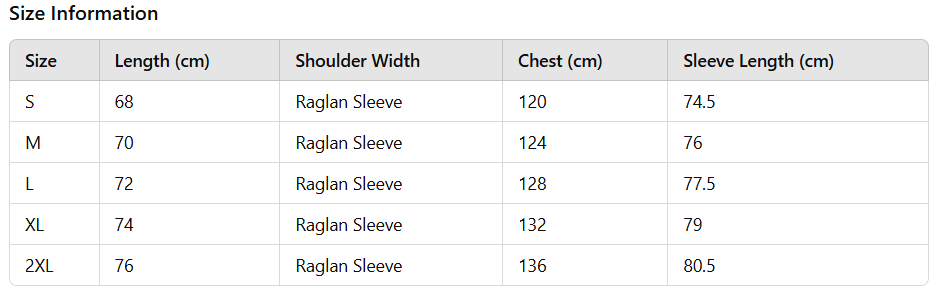 Size Information
Size Length (cm) Shoulder Width Chest (cm) Sleeve Length (cm)
S 68 Raglan Sleeve 120 74.5
M 70 Raglan Sleeve 124 76
L 72 Raglan Sleeve 128 77.5
XL 74 Raglan Sleeve 132 79
2XL 76 Raglan Sleeve 136 80.5